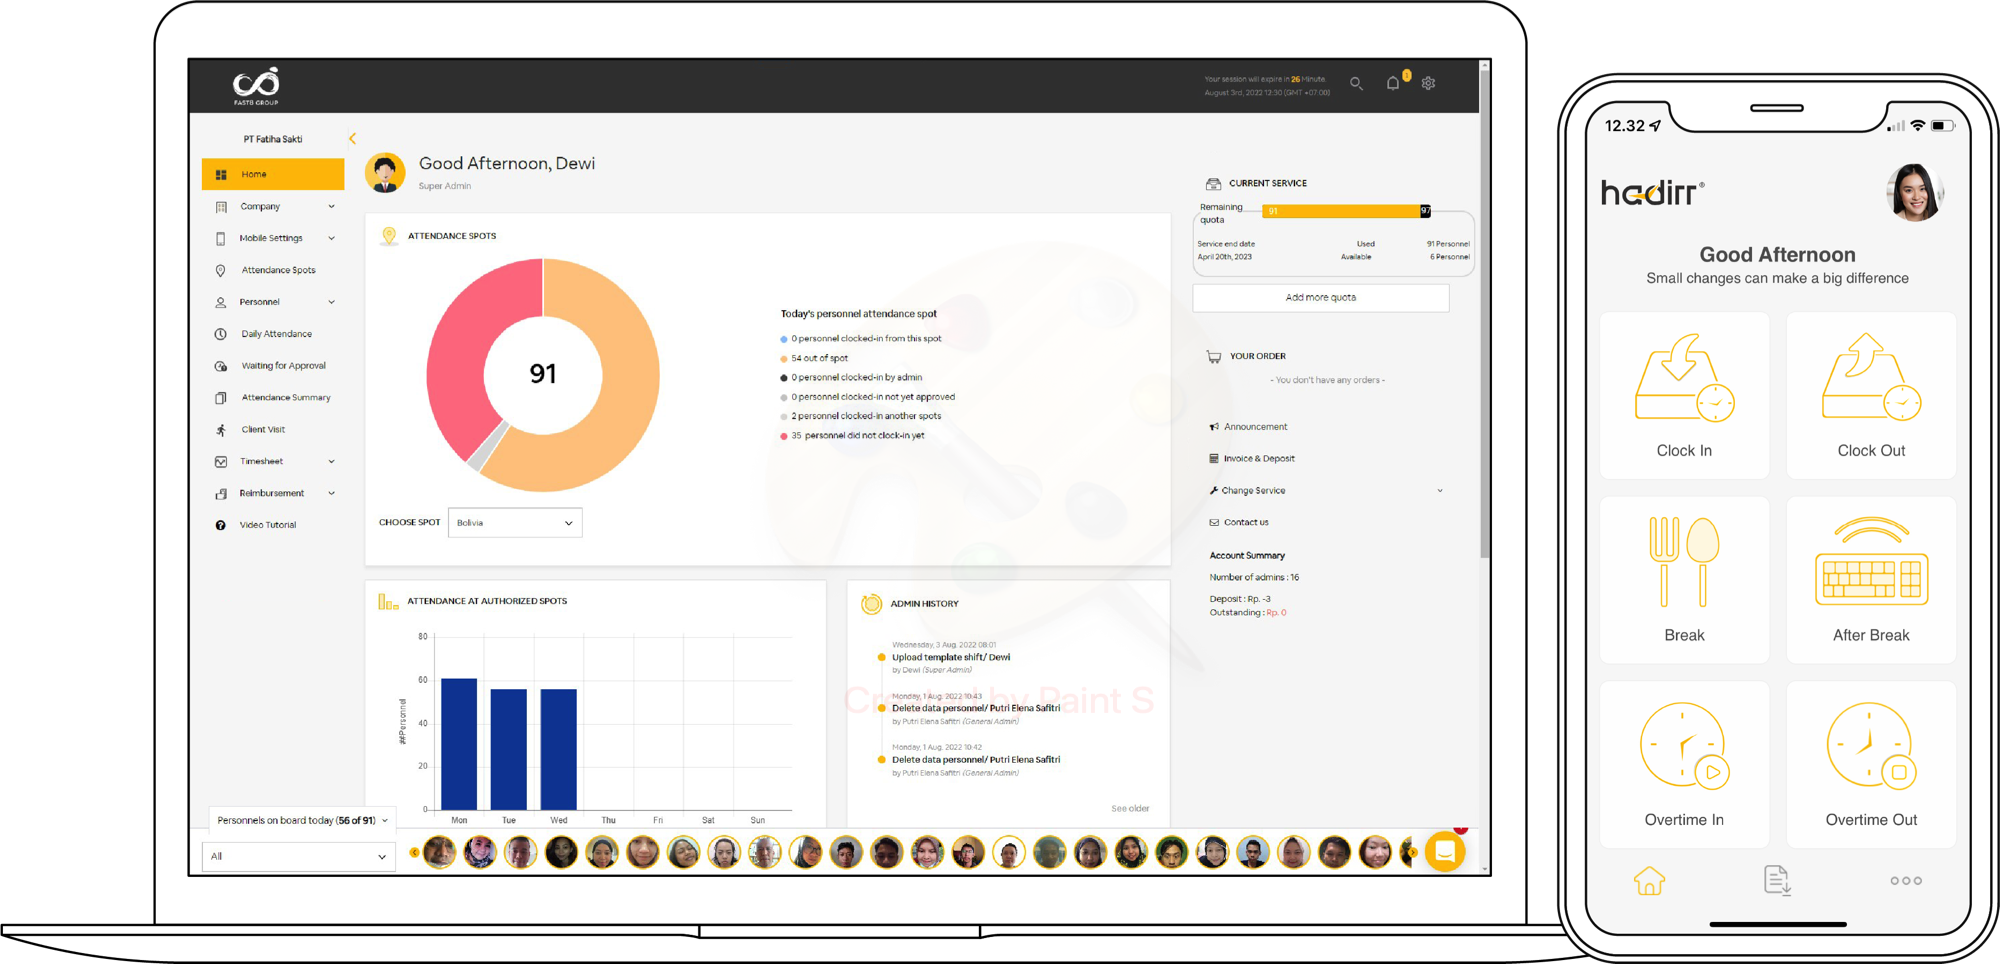 FAST8 GROUP
Your session will expire in 26 Minute.
August 3rd, 2022 12:30 (GMT +07:00)
1
PT Fatiha Sakti
Home
Company
Mobile Settings
Attendance Spots
Personnel
Daily Attendance
Waiting for Approval
Attendance Summary
Client Visit
Timesheet
Reimbursement
Video Tutorial
Good Afternoon, Dewi
Super Admin
ATTENDANCE SPOTS
91
Today's personnel attendance spot
0 personnel clocked-in from this spot
54 out of spot
0 personnel clocked-in by admin
0 personnel clocked-in not yet approved
2 personnel clocked-in another spots
35 personnel did not clock-in yet
CHOOSE SPOT
Bolivia
CURRENT SERVICE
Remaining quota
91
97
Service end date
Used
91 Personnel
April 20th, 2023
Available
6 Personnel
Add more quota
YOUR ORDER
- You don't have any orders -
Announcement
Invoice & Deposit
Change Service
Contact us
Account Summary
Number of admins : 16
Deposit : Rp. -3
Outstanding : Rp. 0
ATTENDANCE AT AUTHORIZED SPOTS
##Personnel
80
60
40
20
0
Mon Tue Wed Thu Fri Sat Sun
ADMIN HISTORY
Wednesday, 3 Aug. 2022 08:01
Upload template shift/ Dewi
by Dewi (Super Admin)
Monday, 1 Aug. 2022 10:43
Delete data personnel/ Putri Elena Safitri
by Putri Elena Safitri (General Admin)
Monday, 1 Aug. 2022 10:42
Delete data personnel/ Putri Elena Safitri
by Putri Elena Safitri (General Admin)
See older
Created by Paint S
Personnels on board today (56 of 91)
All
12.32
hadirr®
Good Afternoon
Small changes can make a big difference
Clock In
Clock Out
Break
After Break
Overtime In
Overtime Out